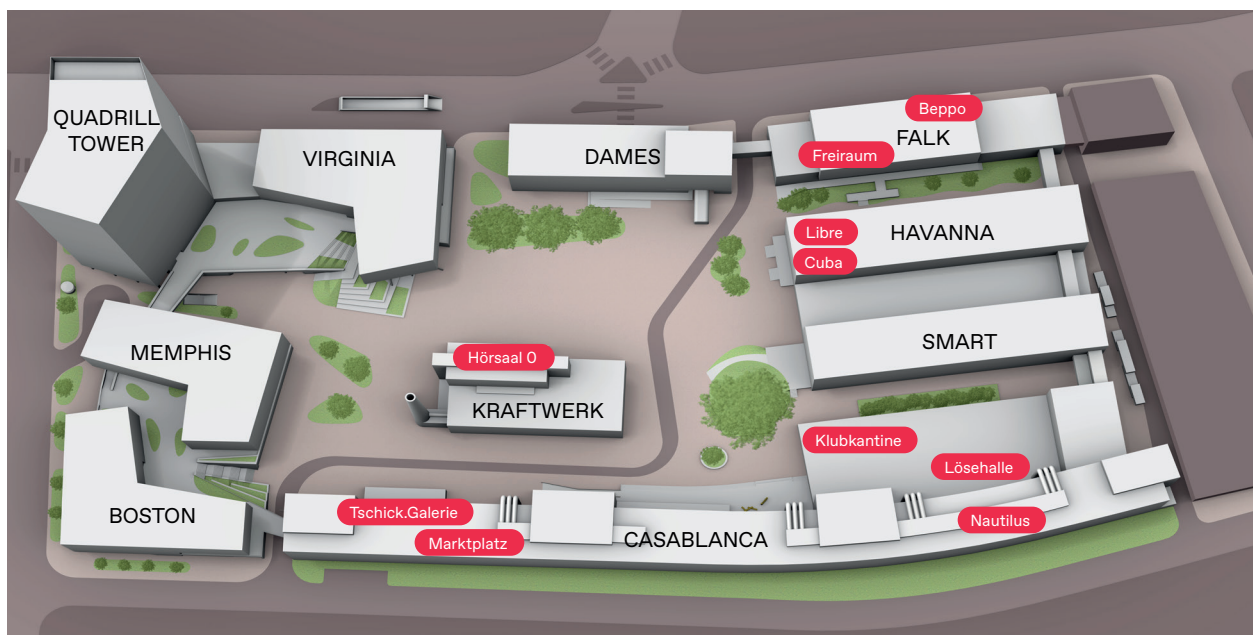 QUADRILL
TOWER
VIRGINIA
DAMES
Beppo
FALK
Freiraum
Libre
HAVANNA
Cuba
MEMPHIS
SMART
Hörsaal 0
KRAFTWERK
Klubkantine
Lösehalle
BOSTON
Tschick.Galerie
Nautilus
Marktplatz
CASABLANCA